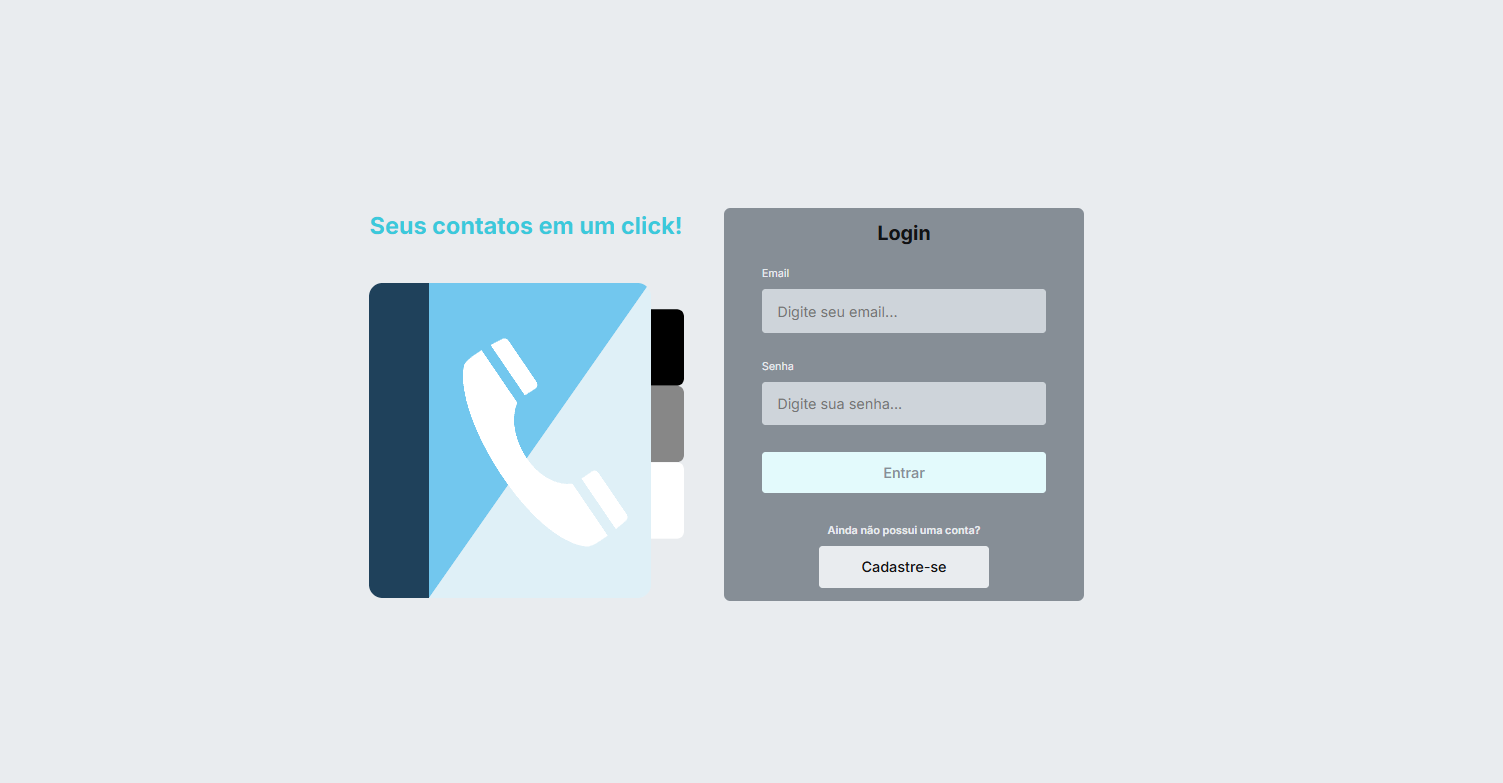 Seus contatos em um click!
Login
Email
Digite seu email...
Senha
Digite sua senha...
Entrar
Ainda não possui uma conta?
Cadastre-se